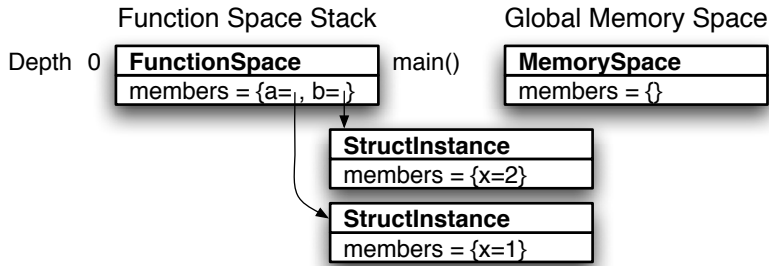 Function Space Stack
Global Memory Space
Depth 0
FunctionSpace
members = {a= , b= }
main()
MemorySpace
members = {}
StructInstance
members = {x=2}
StructInstance
members = {x=1}